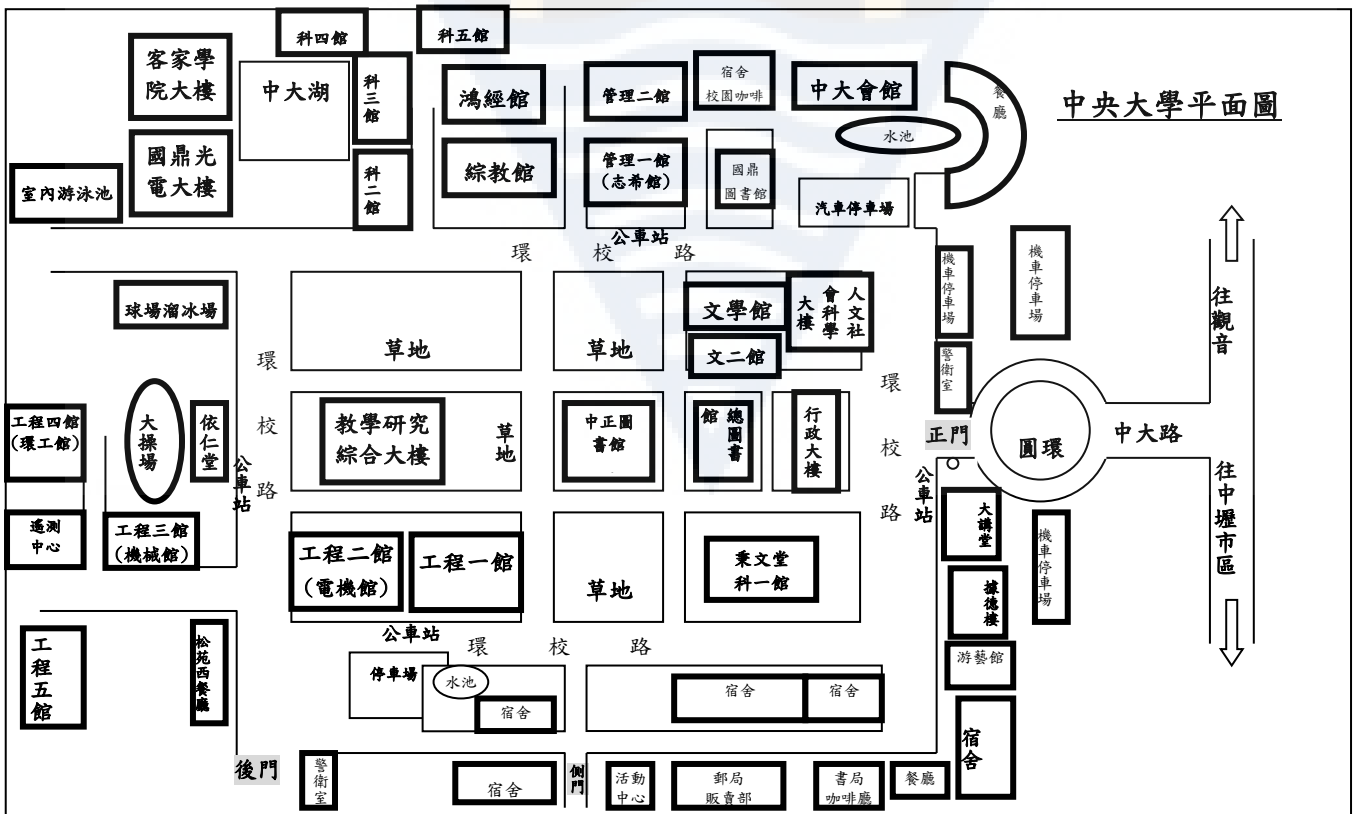 中央大學平面圖
科四館
科五館
客家學
院大樓
中大湖
科三館
鴻經館
管理二館
宿舍
校園咖啡
中大會館
餐廳
水池
國鼎光
電大樓
室內游泳池
科二館
綜教館
管理一館
(志希館)
國鼎
圖書館
汽車停車場
公車站
環校路
球場溜冰場
草地
草地
文學館
文二館
人文社
會科學
大樓
機車停車場
機車停車場
往觀音
警衛室
環校路
環校路
工程四館
(環工館)
大操場
依仁堂
公車站
教學研究
綜合大樓
草地
中正圖
書館
總圖書
館
行政大樓
正門
圓環
中大路
公車站
往中壢市區
遙測
中心
工程三館
(機械館)
工程二館
(電機館)
工程一館
草地
秉文堂
科一館
大講堂
機車停車場
據德樓
公車站
環校路
工程五館
松苑西餐廳
停車場
水池
宿舍
宿舍
宿舍
游藝館
宿舍
後門
警衛室
宿舍
側門
活動
中心
郵局
販賣部
書局
咖啡廳
餐廳